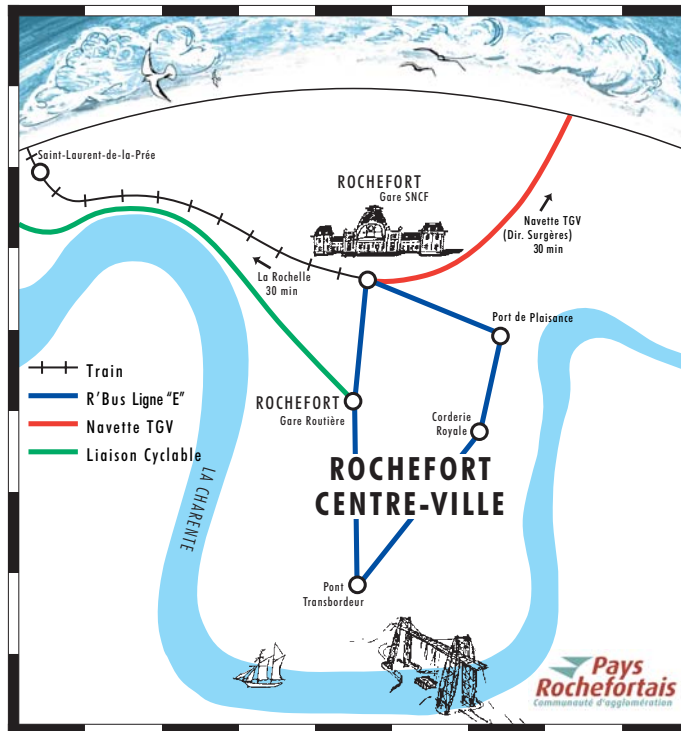 Saint-Laurent-de-la-Prée
ROCHEFORT
Gare SNCF
Navette TGV
(Dir. Surgères)
30 min
La Rochelle
30 min
Port de Plaisance
Train
R'Bus Ligne "E"
Navette TGV
Liaison Cyclable
ROCHEFORT
Gare Routière
Corderie
Royale
ROCHEFORT
CENTRE-VILLE
LA CHARENTE
Pont
Transbordeur
Pays
Rochefortais
Communauté d'agglomération